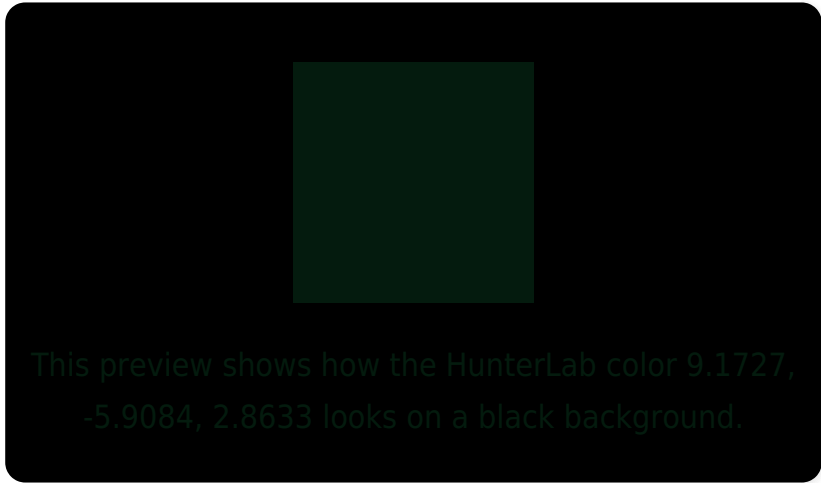 This preview shows how the HunterLab color 9.1727,
-5.9084, 2.8633 looks on a black background.